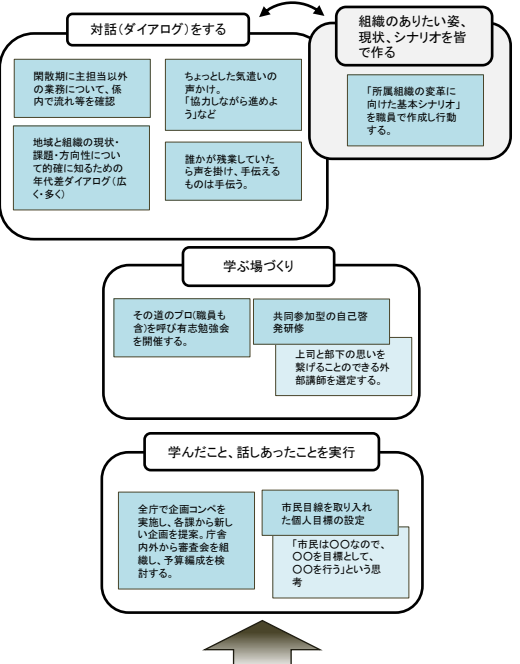 対話(ダイアログ)をする
組織のありたい姿、
現状、シナリオを皆
で作る
閑散期に主担当以外
の業務について、係
内で流れ等を確認
ちょっとした気遣いの
声かけ。
「協力しながら進めよ
う」など
「所属組織の変革に
向けた基本シナリオ」
を職員で作成し行動
する。
地域と組織の現状・
課題・方向性につい
て的確に知るための
年代差ダイアログ(広
く・多く)
誰かが残業していた
ら声を掛け、手伝える
ものは手伝う。
学ぶ場づくり
その道のプロ(職員も
含)を呼び有志勉強会
を開催する。
共同参加型の自己啓
発研修
上司と部下の思いを
繋げることのできる外
部講師を選定する。
学んだこと、話しあったことを実行
全庁で企画コンペを
実施し、各課から新し
い企画を提案。庁舎
内外から審査会を組
織し、予算編成を検
討する。
市民目線を取り入れ
た個人目標の設定
「市民は〇〇なので、
〇〇を目標として、
〇〇を行う」という思
考